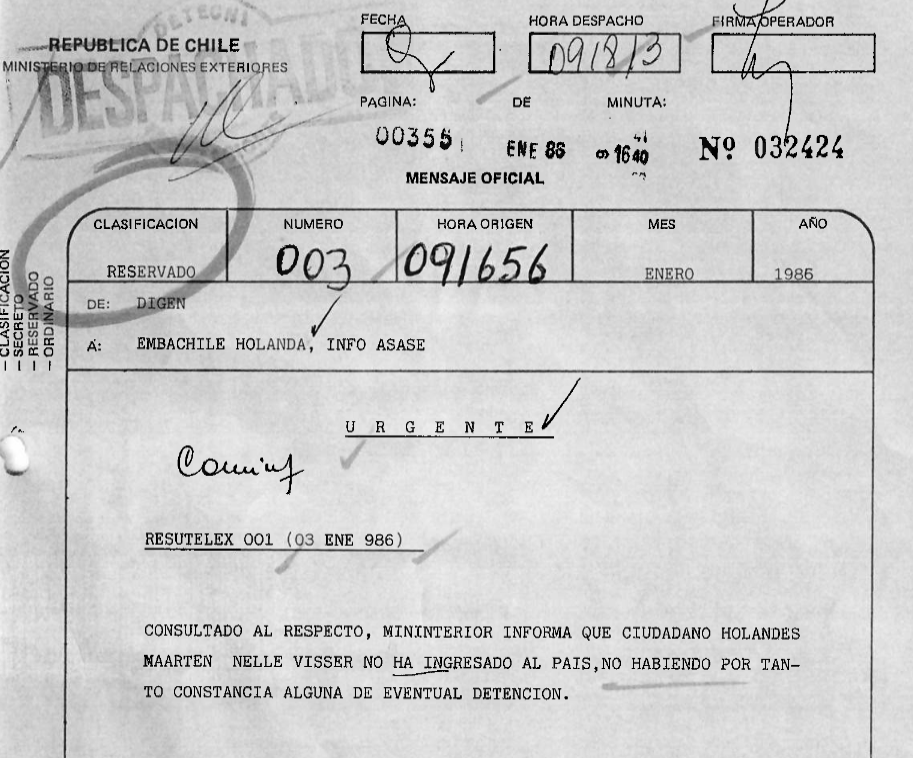 DETECNI
DESPACHADO
REPUBLICA DE CHILE
MINISTERIO DE RELACIONES EXTERIORES
FECHA
HORA DESPACHO
091813
FIRMA OPERADOR
PAGINA: DE MINUTA:
00355 ENE 86 1640 Nº 032424
MENSAJE OFICIAL
CLASIFICACION NUMERO HORA ORIGEN MES AÑO
RESERVADO 003 091656 ENERO 1986
— CLASIFICACION
— SECRETO
— RESERVADO
— ORDINARIO
DE: DIGEN
A: EMBACHILE HOLANDA, INFO ASASE
U R G E N T E
RESUTELEX 001 (03 ENE 986)
CONSULTADO AL RESPECTO, MININTERIOR INFORMA QUE CIUDADANO HOLANDES
MAARTEN NELLE VISSER NO HA INGRESADO AL PAIS,NO HABIENDO POR TAN-
TO CONSTANCIA ALGUNA DE EVENTUAL DETENCION.